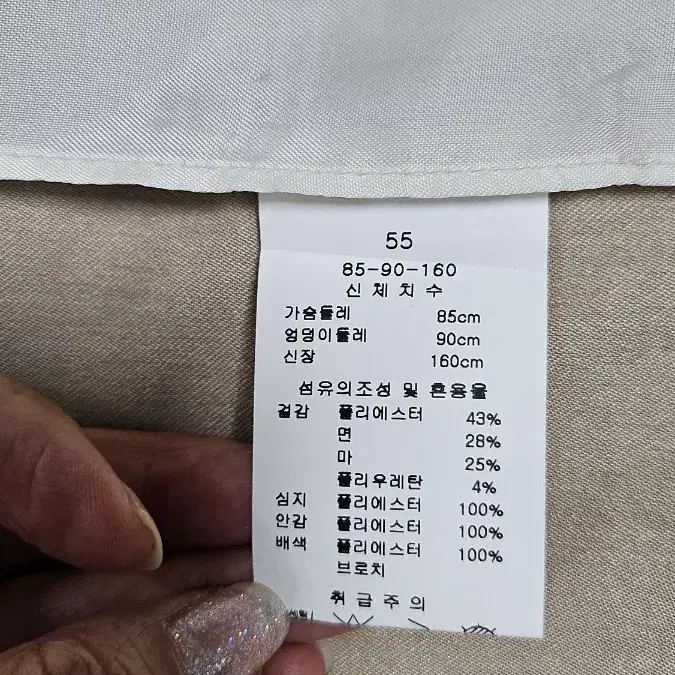 55
85-90-160
신체치수
가슴둘레 85cm
엉덩이둘레 90cm
신장 160cm
섬유의조성 및 혼용율
겉감 폴리에스터 43%
면 28%
마 25%
폴리우레탄 4%
심지 폴리에스터 100%
안감 폴리에스터 100%
배색 폴리에스터 100%
브로치
취급주의